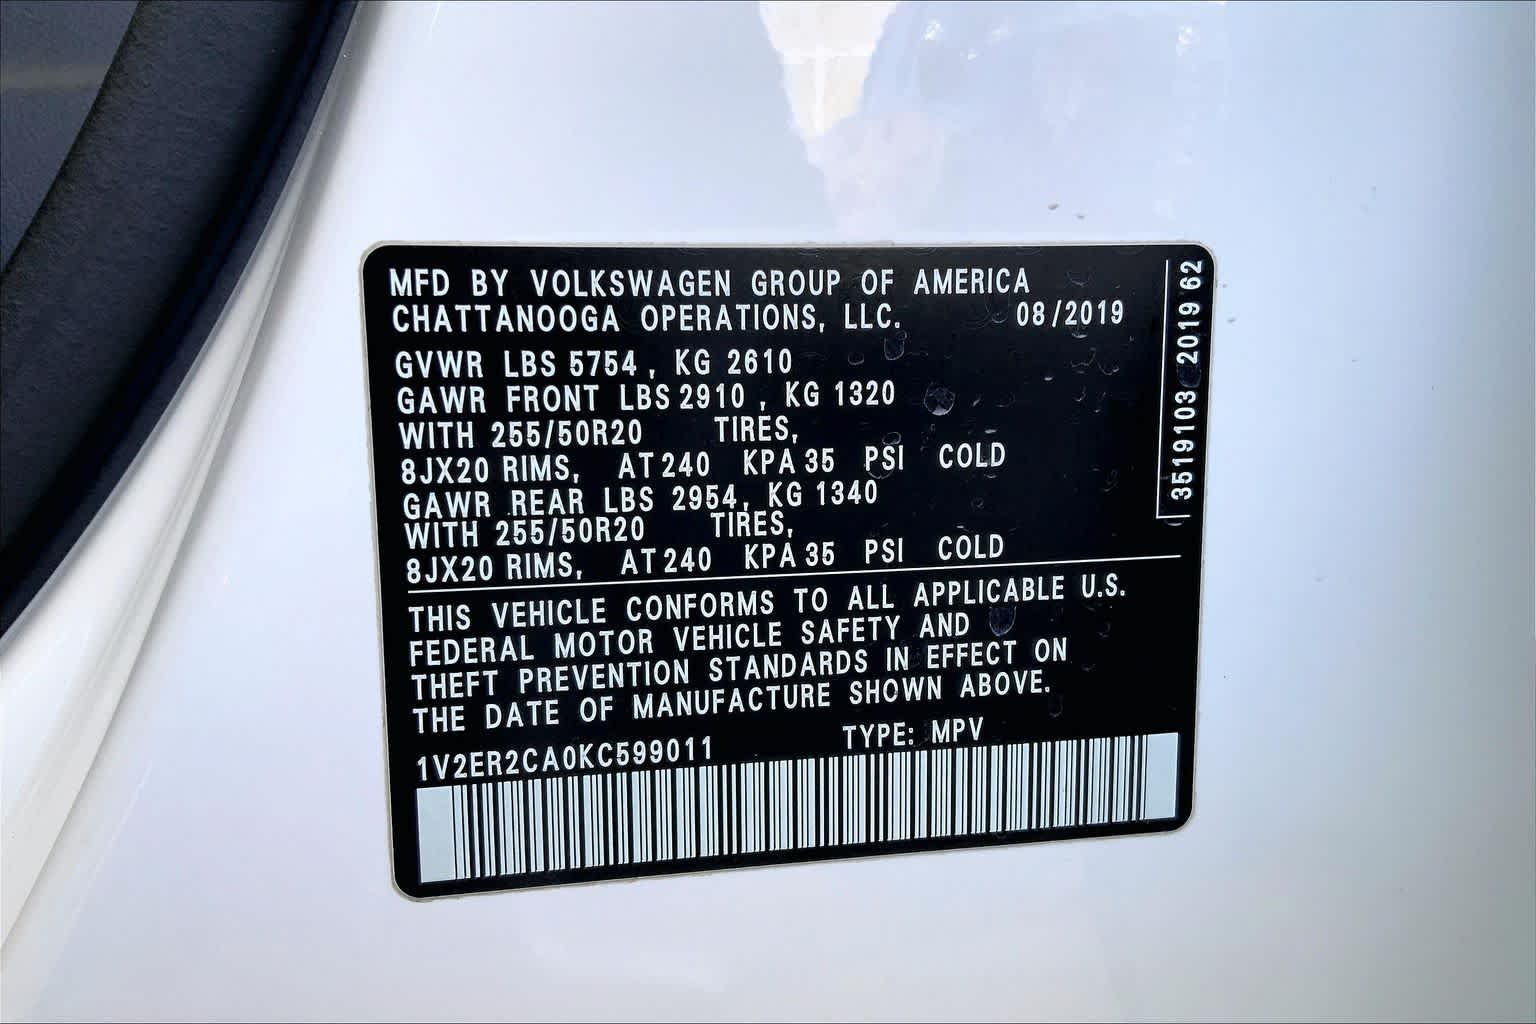 MFD BY VOLKSWAGEN GROUP OF AMERICA
CHATTANOOGA OPERATIONS, LLC. 08/2019
GVWR LBS 5754, KG 2610
GAWR FRONT LBS 2910, KG 1320
WITH 255/50R20 TIRES,
8JX20 RIMS, AT 240 KPA 35 PSI COLD
GAWR REAR LBS 2954, KG 1340
WITH 255/50R20 TIRES,
8JX20 RIMS, AT 240 KPA 35 PSI COLD
THIS VEHICLE CONFORMS TO ALL APPLICABLE U.S.
FEDERAL MOTOR VEHICLE SAFETY AND
THEFT PREVENTION STANDARDS IN EFFECT ON
THE DATE OF MANUFACTURE SHOWN ABOVE.
1V2ER2CA0KC599011 TYPE: MPV
3519103 2019 62